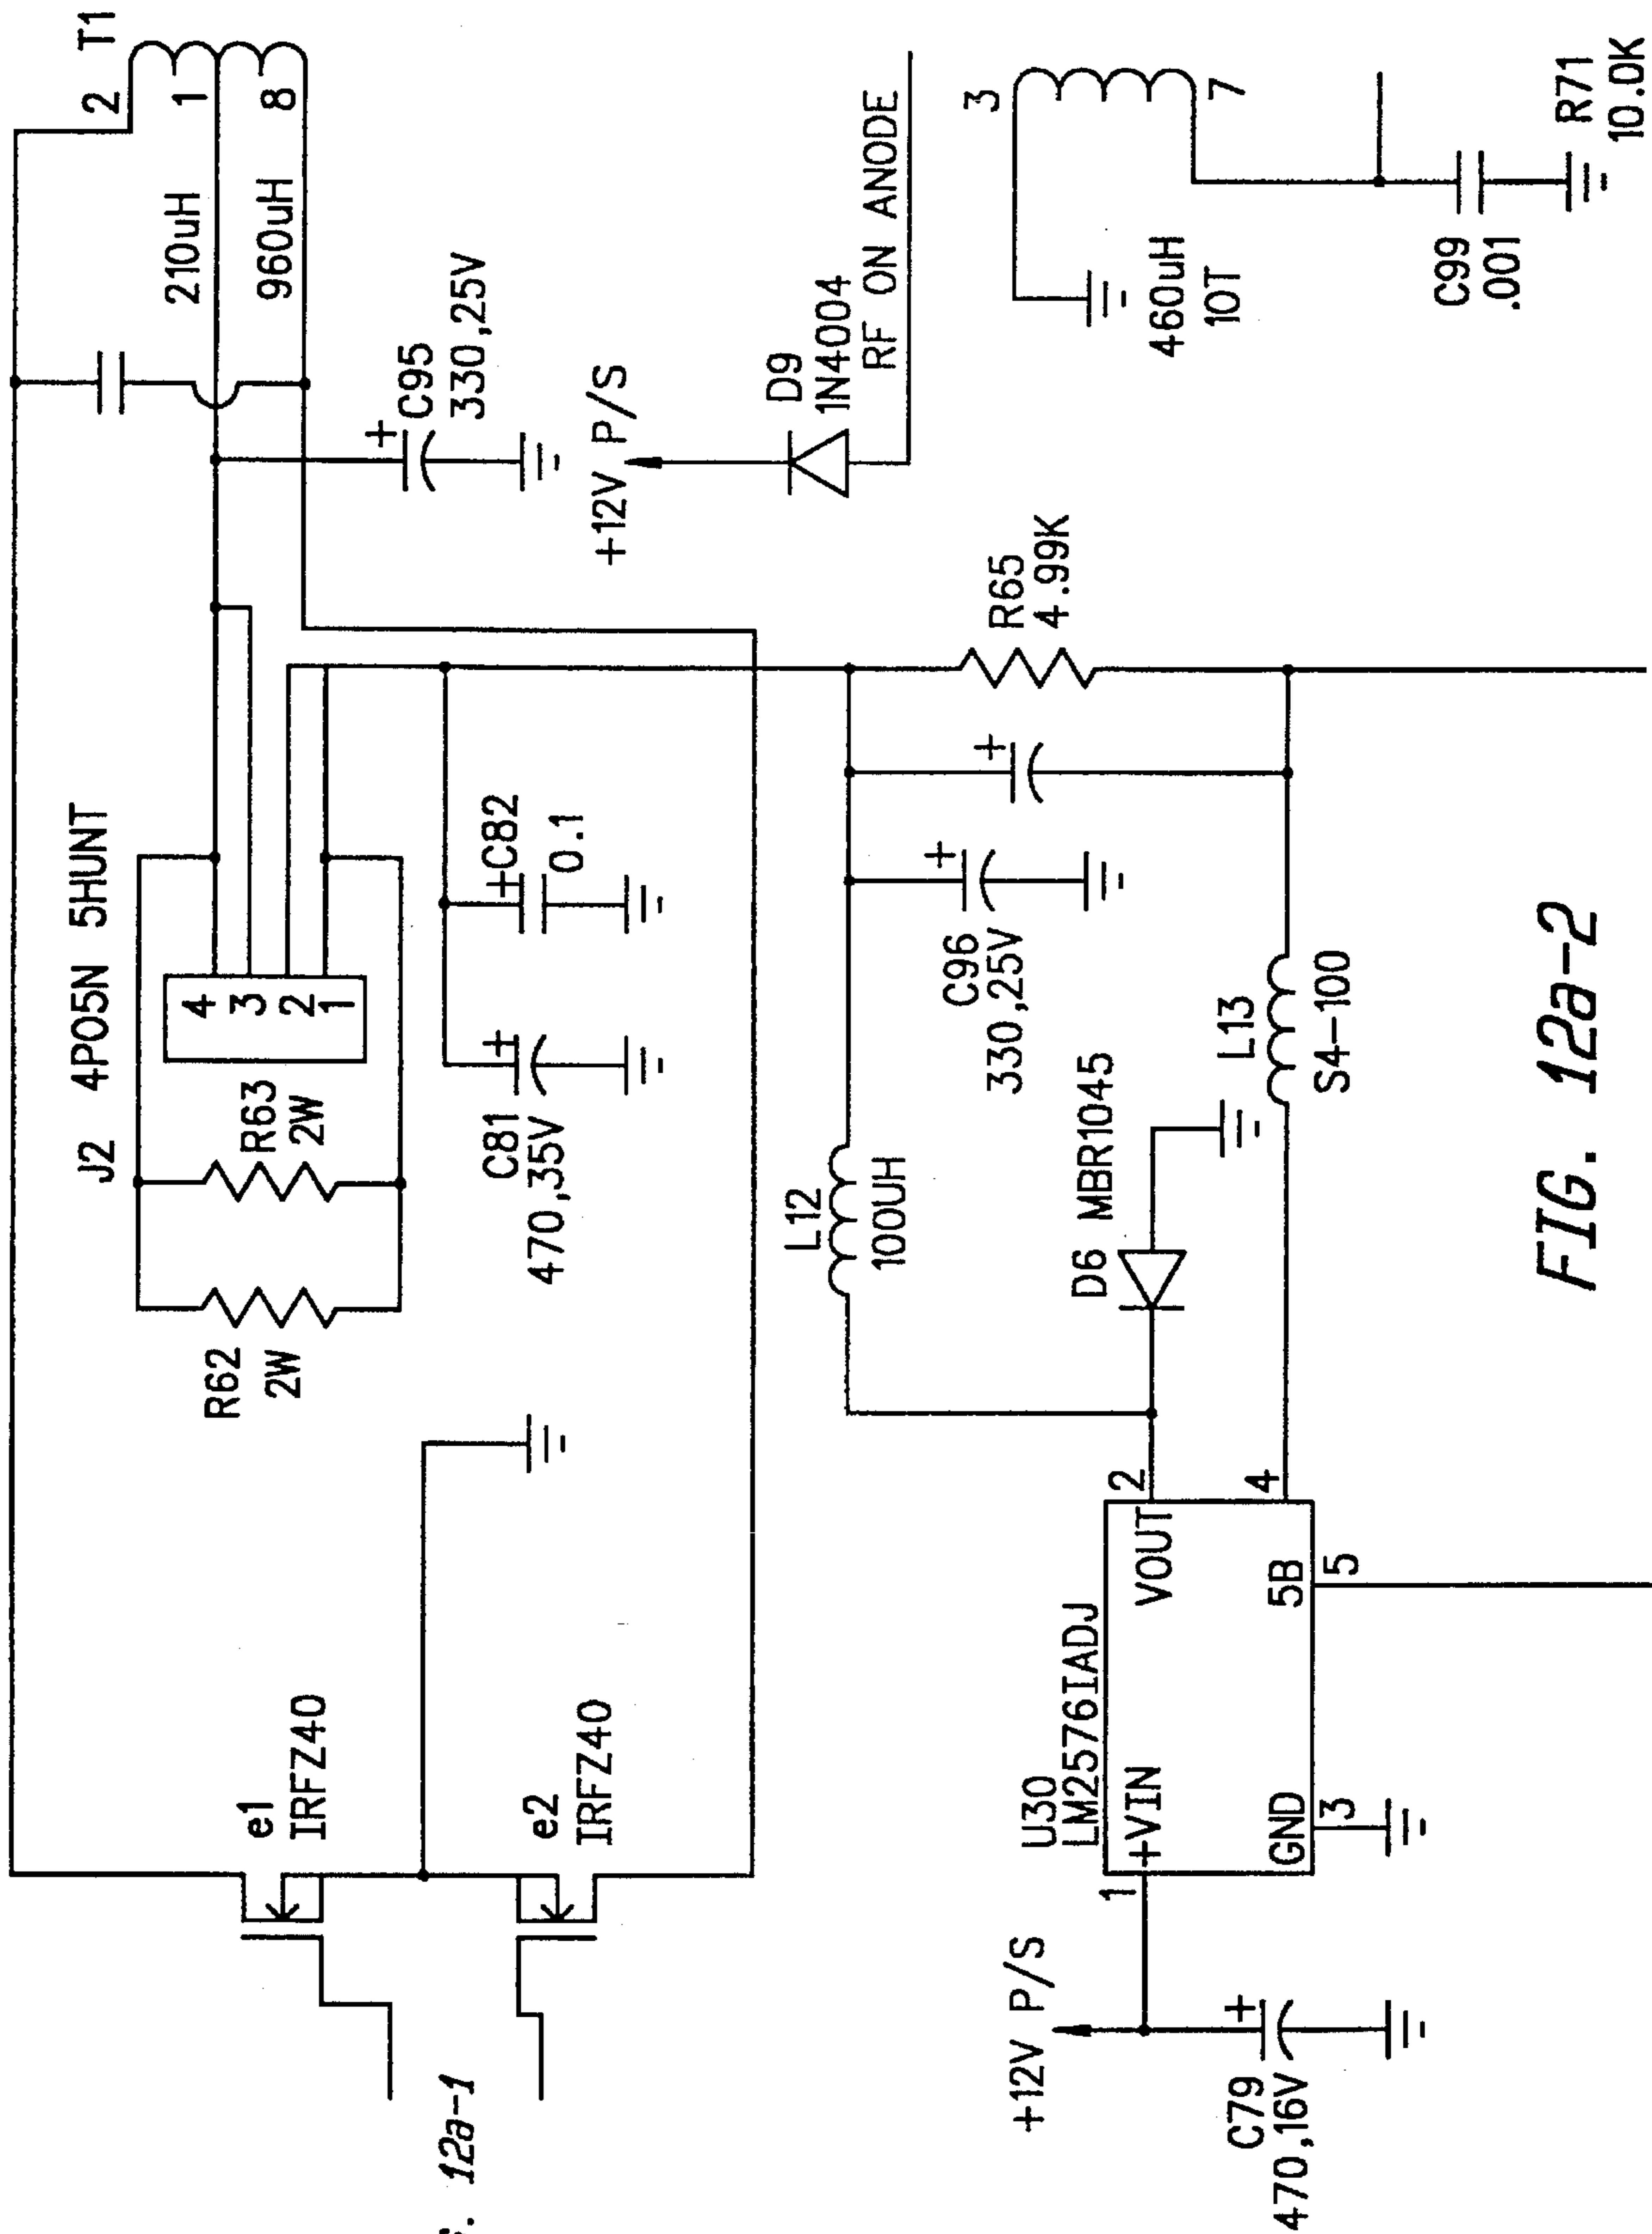 T1
2
1
8
210uH
960uH
J2 4P05N 5HUNT
4
3
2
1
R63
2W
R62
2W
C95
+
330,25V
+12V P/S
D9
1N4004
RF ON ANODE
3
7
460uH
10T
C99
.001
R71
10.0K
+C82
0.1
C81
+
470,35V
e1
IRFZ40
e2
IRFZ40
12a-1
L12
100UH
R65
4.99K
+
+
C96
330,25V
D6 MBR1045
L13
S4-100
U30
LM2576IADJ
1
+VIN
VOUT
2
4
GND
3
5B
5
+12V P/S
+
C79
470,16V
FIG. 12a-2